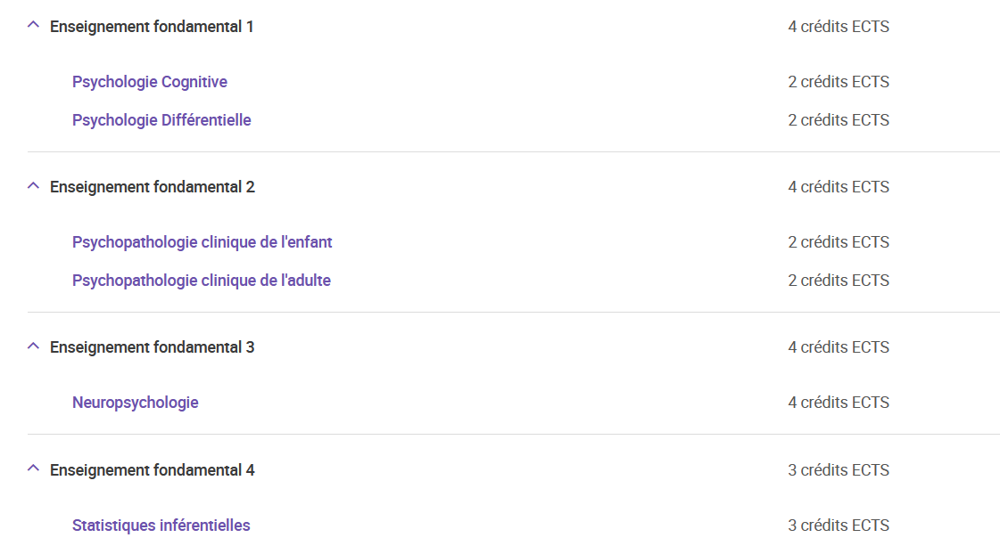 Enseignement fondamental 1 4 crédits ECTS
Psychologie Cognitive 2 crédits ECTS
Psychologie Différentielle 2 crédits ECTS
Enseignement fondamental 2 4 crédits ECTS
Psychopathologie clinique de l'enfant 2 crédits ECTS
Psychopathologie clinique de l'adulte 2 crédits ECTS
Enseignement fondamental 3 4 crédits ECTS
Neuropsychologie 4 crédits ECTS
Enseignement fondamental 4 3 crédits ECTS
Statistiques inférentielles 3 crédits ECTS